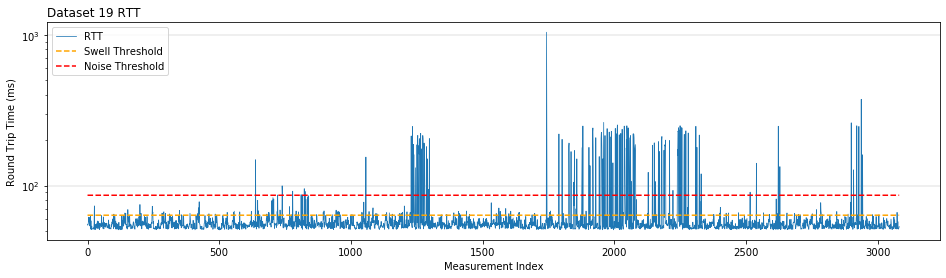 Dataset 19 RTT
RTT
Swell Threshold
Noise Threshold
Round Trip Time (ms)
10³
10²
0
500
1000
1500
2000
2500
3000
Measurement Index